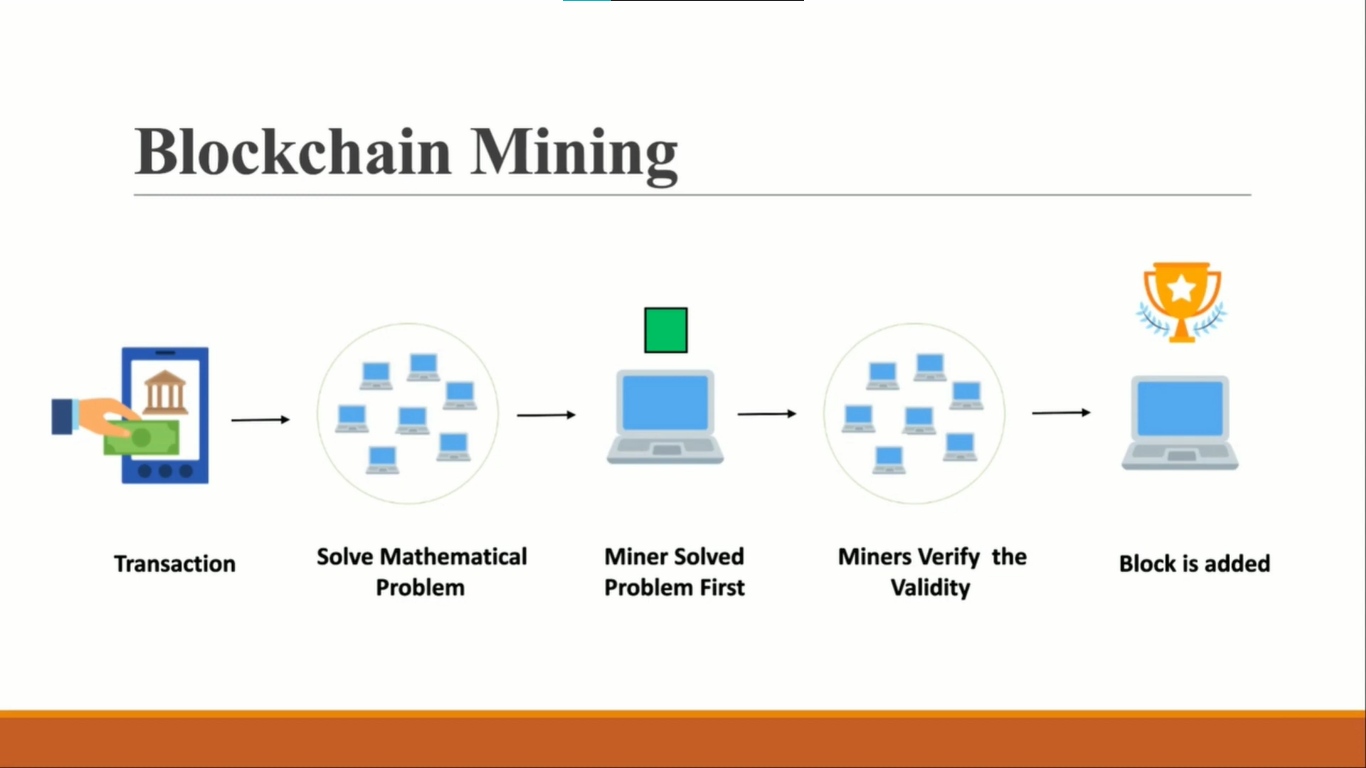 Blockchain Mining
Transaction
Solve Mathematical
Problem
Miner Solved
Problem First
Miners Verify  the
Validity
Block is added